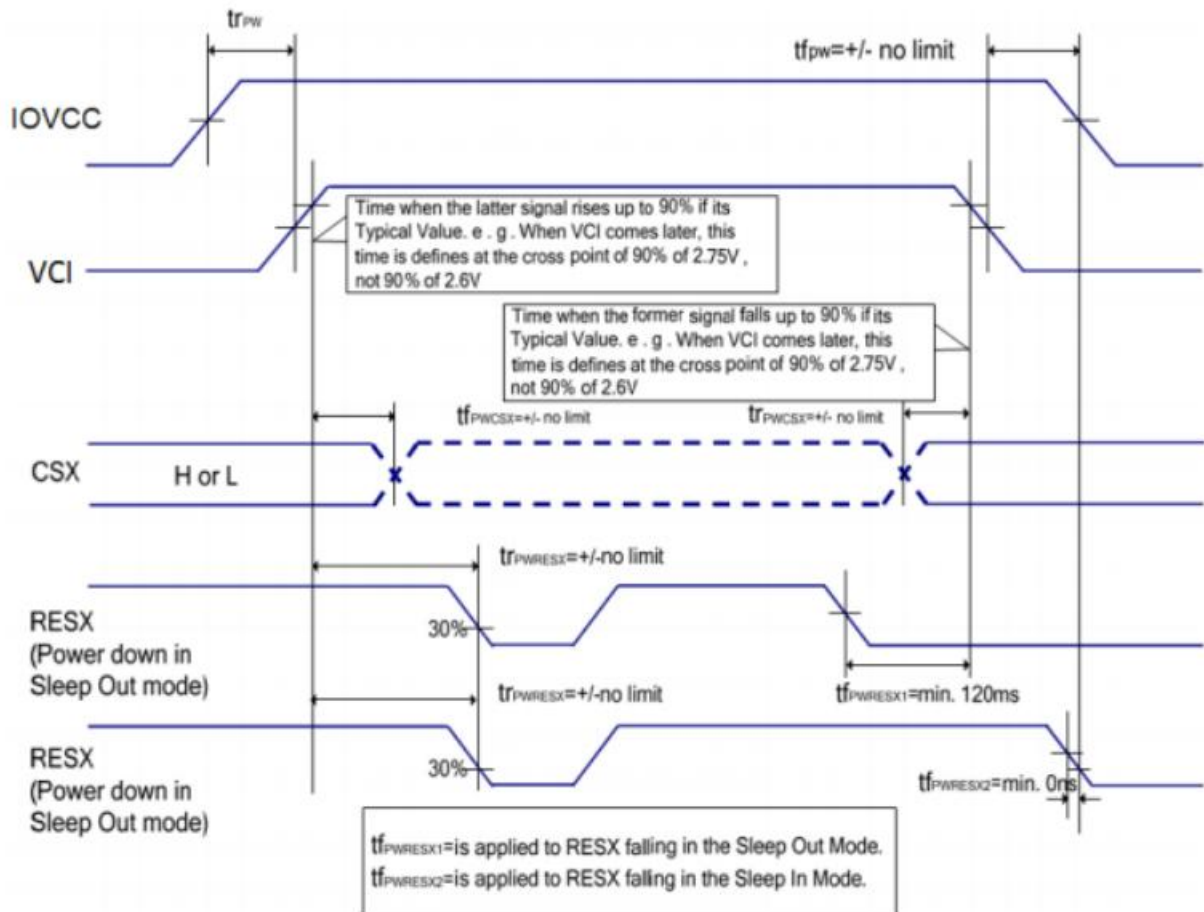 trPW
tfpw=+/- no limit
IOVCC
Time when the latter signal rises up to 90% if its
Typical Value. e . g . When VCI comes later, this
time is defines at the cross point of 90% of 2.75V ,
not 90% of 2.6V
VCI
Time when the former signal falls up to 90% if its
Typical Value. e . g . When VCI comes later, this
time is defines at the cross point of 90% of 2.75V ,
not 90% of 2.6V
tfPWCSX=+/- no limit
trPWCSX=+/- no limit
CSX
H or L
trPWRESX=+/-no limit
RESX
(Power down in
Sleep Out mode)
30%
trPWRESX=+/-no limit
tfPWRESX1=min. 120ms
RESX
(Power down in
Sleep Out mode)
30%
tfPWRESX2=min. 0ns
tfPWRESX1=is applied to RESX falling in the Sleep Out Mode.
tfPWRESX2=is applied to RESX falling in the Sleep In Mode.